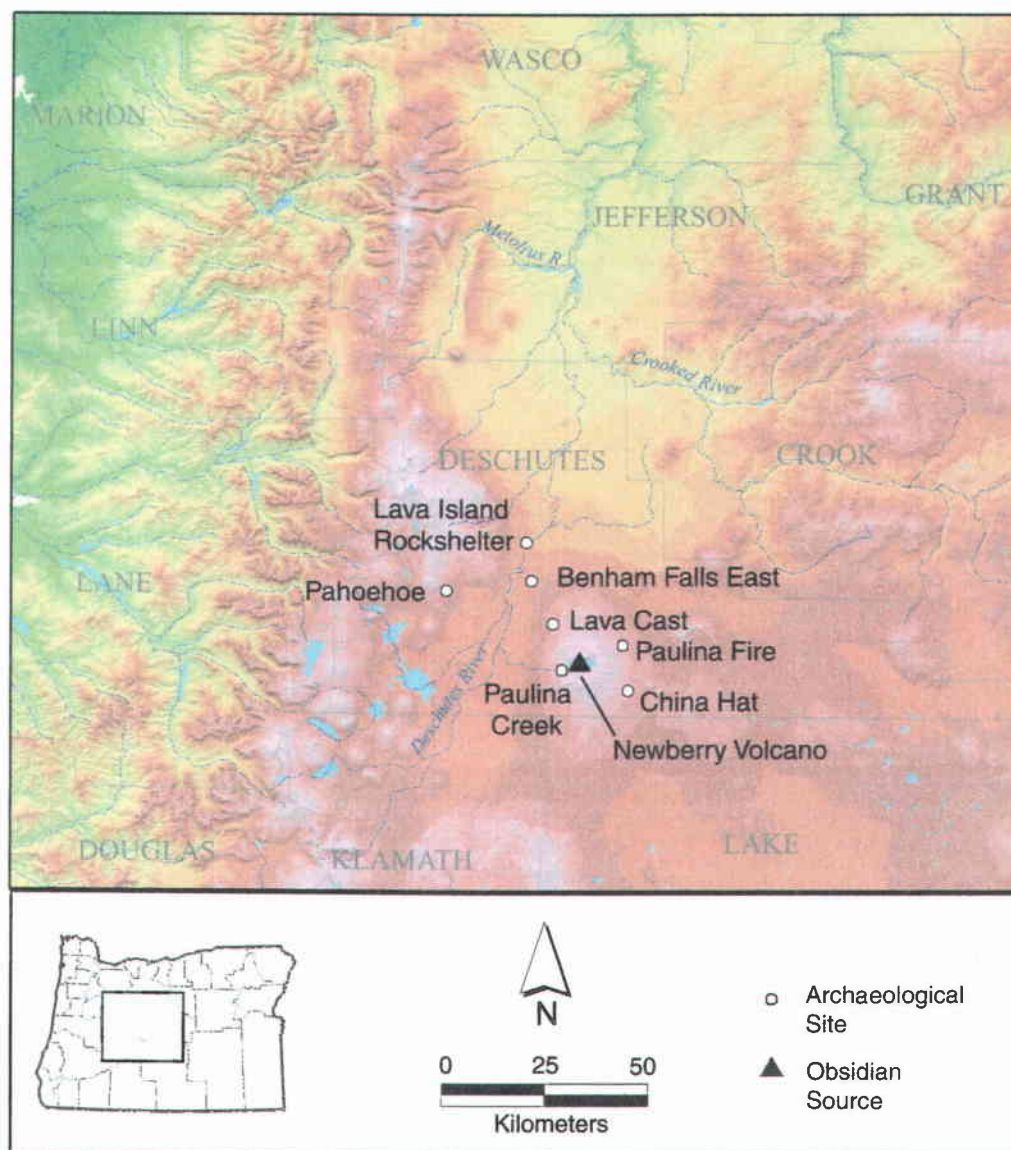 WASCO
MARION
GRANT
JEFFERSON
Metolius R.
LINN
Crooked River
DESCHUTES
CROOK
Lava Island
Rockshelter
LANE
Pahoehoe
Benham Falls East
Lava Cast
Paulina Fire
Deschutes River
Paulina
Creek
China Hat
Newberry Volcano
DOUGLAS
KLAMATH
LAKE
N
0 25 50
Kilometers
Archaeological
Site
Obsidian
Source